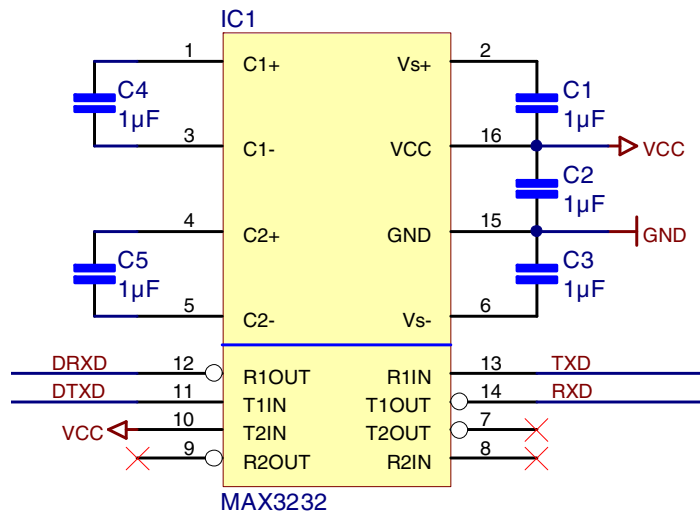 IC1
1 C1+ Vs+ 2
C4 1µF
C1 1µF
3 C1- VCC 16 VCC
C2 1µF
4 C2+ GND 15 GND
C5 1µF
C3 1µF
5 C2- Vs- 6
DRXD 12 R1OUT R1IN 13 TXD
DTXD 11 T1IN T1OUT 14 RXD
VCC 10 T2IN T2OUT 7
9 R2OUT R2IN 8
MAX3232